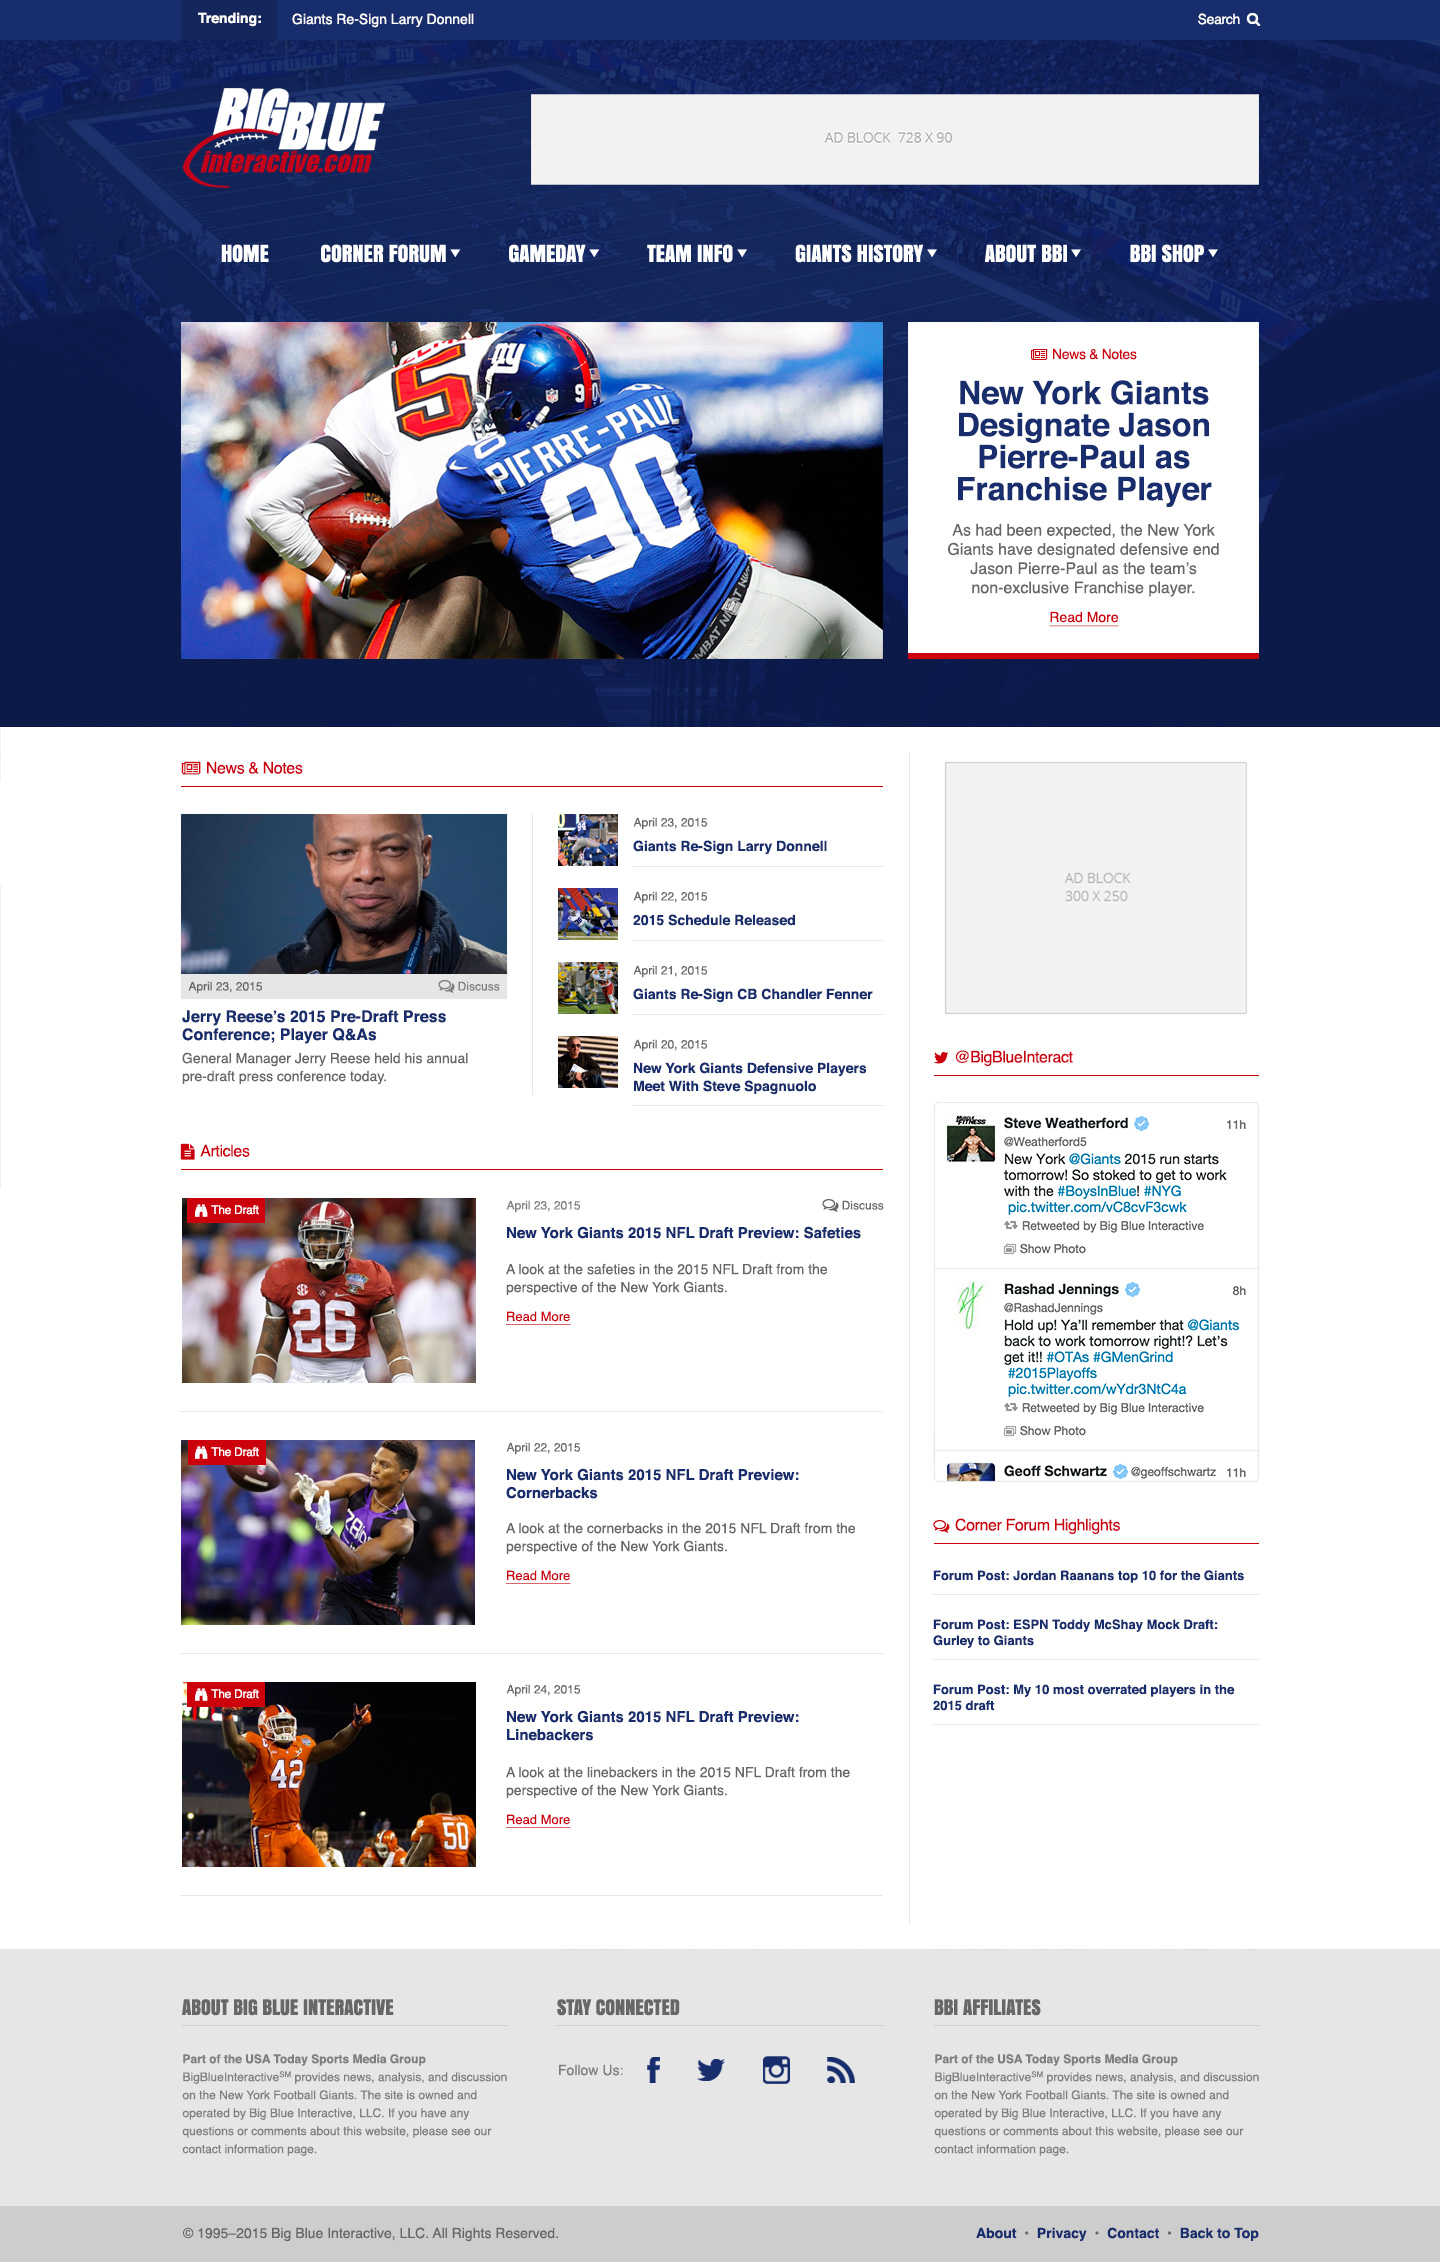 Trending:
Giants Re-Sign Larry Donnell
Search
BIG BLUE
interactive.com
AD BLOCK 728 X 90
HOME
CORNER FORUM
GAMEDAY
TEAM INFO
GIANTS HISTORY
ABOUT BBI
BBI SHOP
5
ny
90
PIERRE-PAUL
90
News & Notes
New York Giants
Designate Jason
Pierre-Paul as
Franchise Player
As had been expected, the New York
Giants have designated defensive end
Jason Pierre-Paul as the team's
non-exclusive Franchise player.
Read More
News & Notes
April 23, 2015
Discuss
Jerry Reese's 2015 Pre-Draft Press
Conference; Player Q&As
General Manager Jerry Reese held his annual
pre-draft press conference today.
April 23, 2015
Giants Re-Sign Larry Donnell
April 22, 2015
2015 Schedule Released
April 21, 2015
Giants Re-Sign CB Chandler Fenner
April 20, 2015
New York Giants Defensive Players
Meet With Steve Spagnuolo
Articles
The Draft
26
April 23, 2015
Discuss
New York Giants 2015 NFL Draft Preview: Safeties
A look at the safeties in the 2015 NFL Draft from the
perspective of the New York Giants.
Read More
The Draft
April 22, 2015
New York Giants 2015 NFL Draft Preview:
Cornerbacks
A look at the cornerbacks in the 2015 NFL Draft from the
perspective of the New York Giants.
Read More
The Draft
42
50
April 24, 2015
New York Giants 2015 NFL Draft Preview:
Linebackers
A look at the linebackers in the 2015 NFL Draft from the
perspective of the New York Giants.
Read More
AD BLOCK
300 X 250
@BigBlueInteract
Steve Weatherford
11h
@Weatherford5
New York @Giants 2015 run starts
tomorrow! So stoked to get to work
with the #BoysInBlue! #NYG
pic.twitter.com/vC8cvF3cwk
Retweeted by Big Blue Interactive
Show Photo
Rashad Jennings
8h
@RashadJennings
Hold up! Ya'll remember that @Giants
back to work tomorrow right!? Let's
get it!! #OTAs #GMenGrind
#2015Playoffs
pic.twitter.com/wYdr3NtC4a
Retweeted by Big Blue Interactive
Show Photo
Geoff Schwartz @geoffschwartz 11h
Corner Forum Highlights
Forum Post: Jordan Raanans top 10 for the Giants
Forum Post: ESPN Toddy McShay Mock Draft:
Gurley to Giants
Forum Post: My 10 most overrated players in the
2015 draft
ABOUT BIG BLUE INTERACTIVE
Part of the USA Today Sports Media Group
BigBlueInteractive℠ provides news, analysis, and discussion
on the New York Football Giants. The site is owned and
operated by Big Blue Interactive, LLC. If you have any
questions or comments about this website, please see our
contact information page.
STAY CONNECTED
Follow Us:
BBI AFFILIATES
Part of the USA Today Sports Media Group
BigBlueInteractive℠ provides news, analysis, and discussion
on the New York Football Giants. The site is owned and
operated by Big Blue Interactive, LLC. If you have any
questions or comments about this website, please see our
contact information page.
© 1995–2015 Big Blue Interactive, LLC. All Rights Reserved.
About • Privacy • Contact • Back to Top